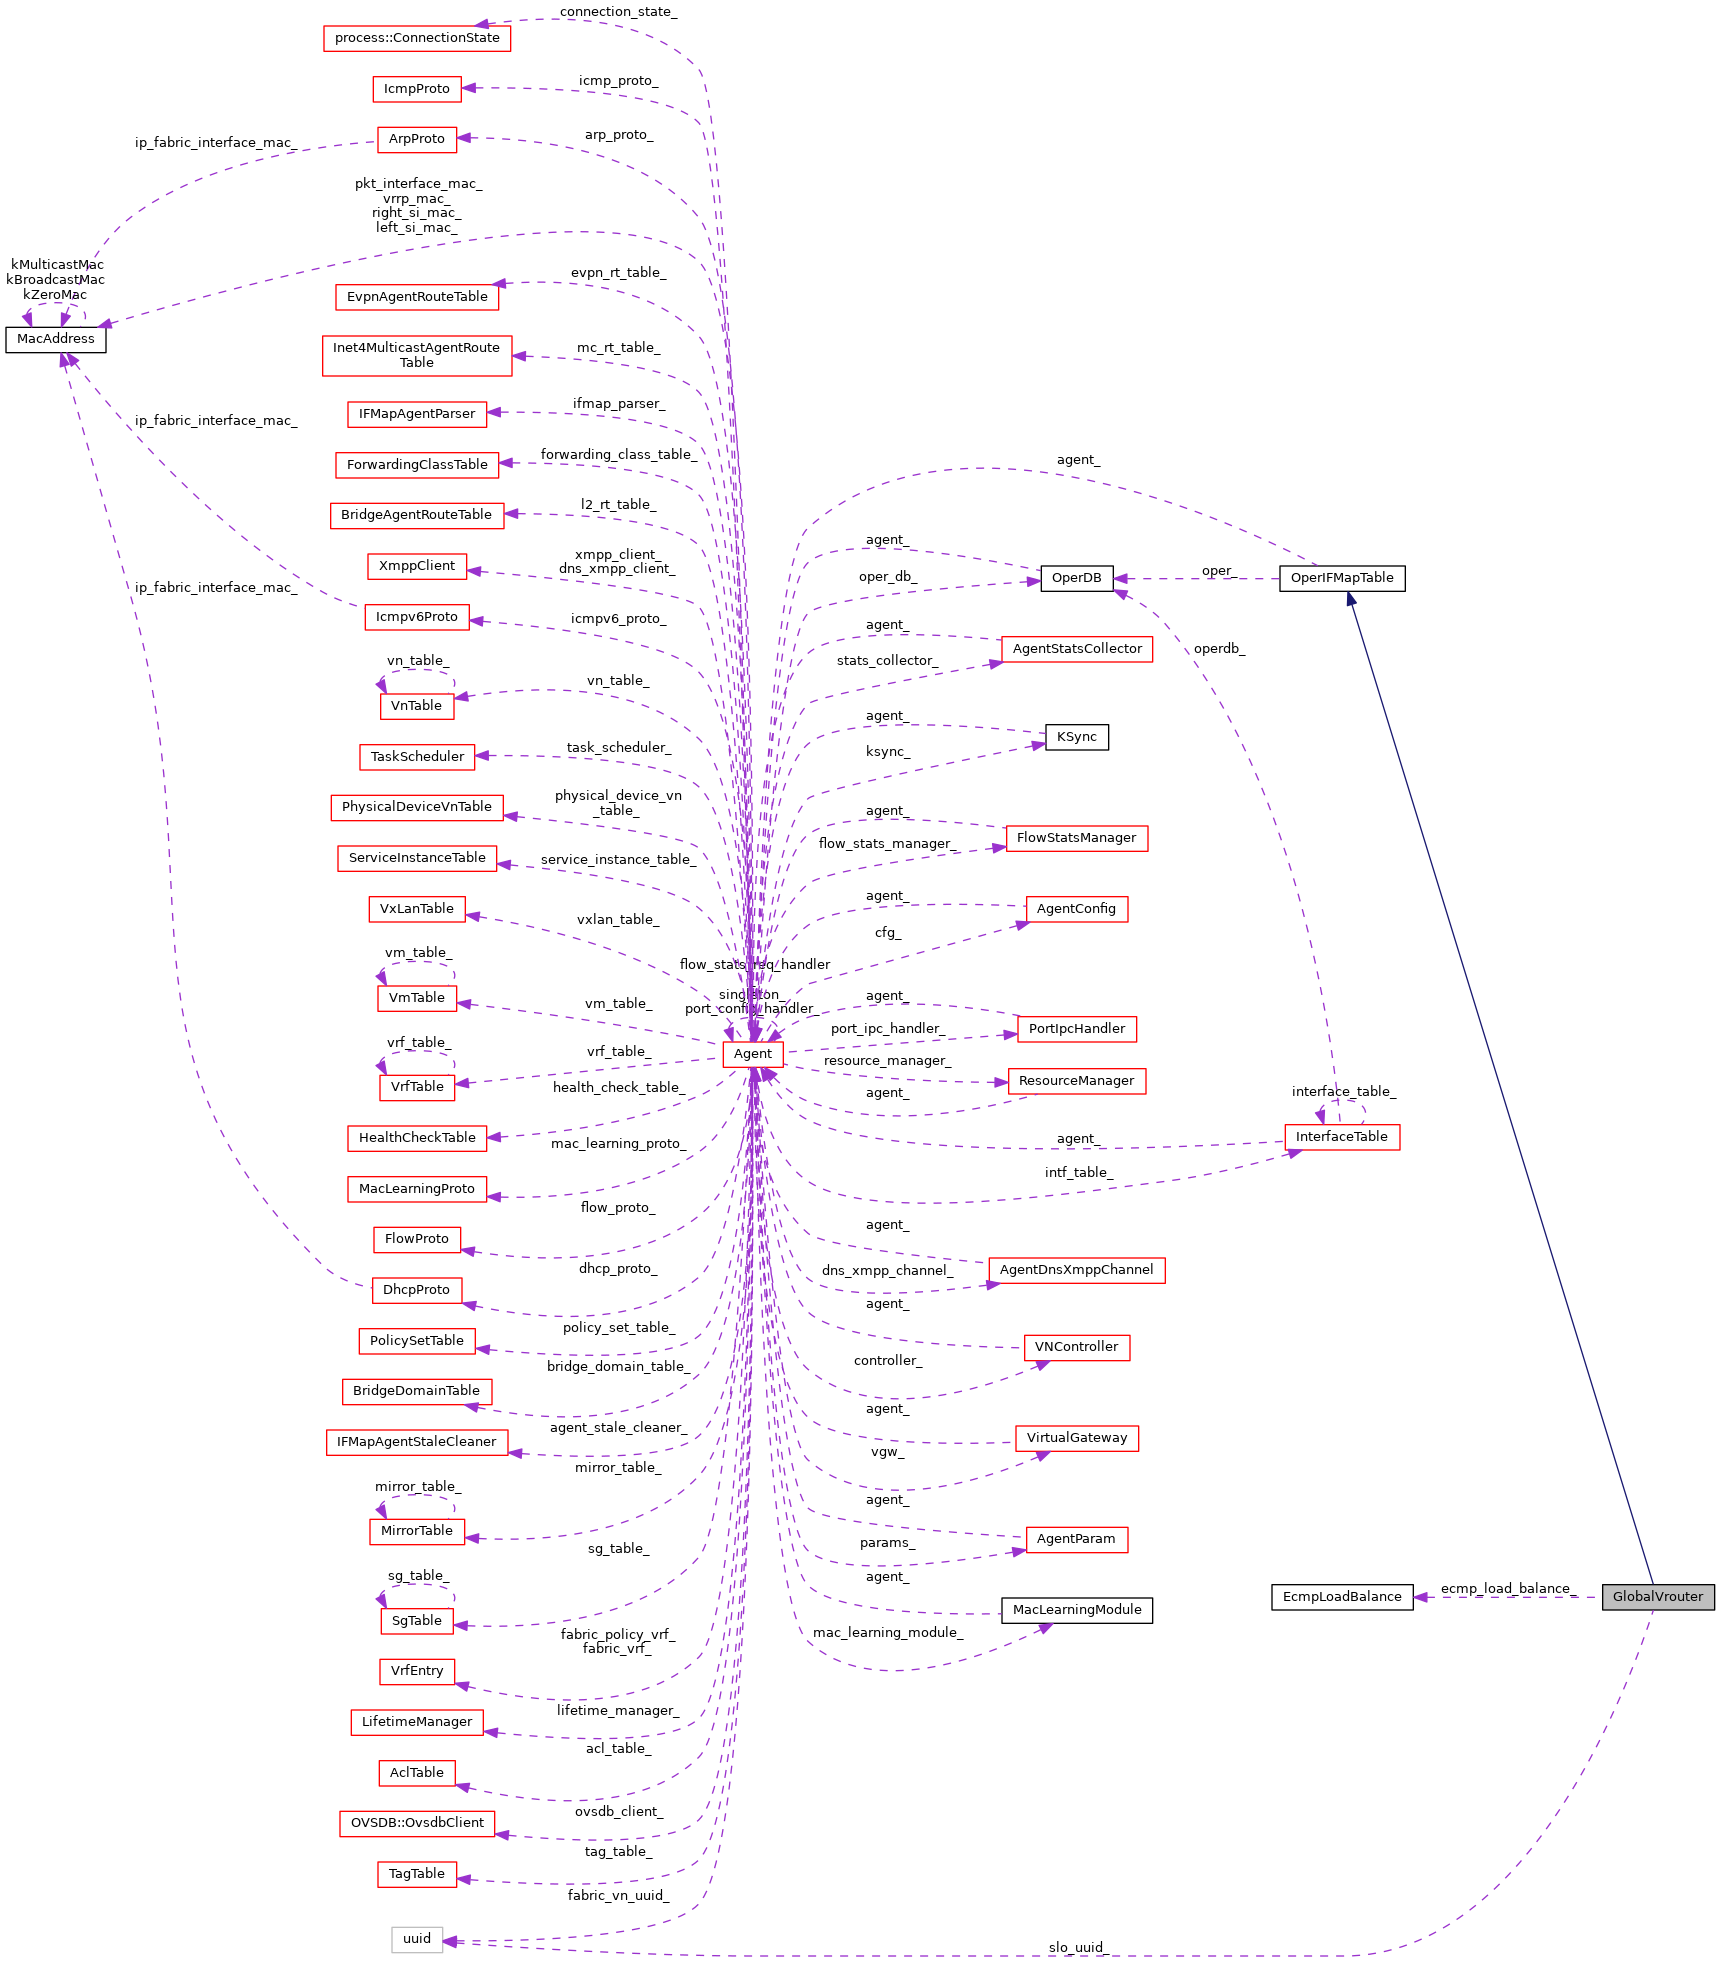 connection_state_
process::ConnectionState
icmp_proto_
IcmpProto
arp_proto_
ArpProto
ip_fabric_interface_mac_
pkt_interface_mac_
vrrp_mac_
right_si_mac_
left_si_mac_
kMulticastMac
kBroadcastMac
kZeroMac
MacAddress
evpn_rt_table_
EvpnAgentRouteTable
mc_rt_table_
Inet4MulticastAgentRoute
Table
ifmap_parser_
IFMapAgentParser
ip_fabric_interface_mac_
forwarding_class_table_
ForwardingClassTable
agent_
l2_rt_table_
BridgeAgentRouteTable
agent_
xmpp_client_
dns_xmpp_client_
XmppClient
oper_db_
OperDB
oper_
OperIFMapTable
ip_fabric_interface_mac_
icmpv6_proto_
Icmpv6Proto
agent_
AgentStatsCollector
operdb_
vn_table_
stats_collector_
vn_table_
VnTable
agent_
KSync
task_scheduler_
TaskScheduler
ksync_
physical_device_vn
_table_
PhysicalDeviceVnTable
agent_
flow_stats_manager_
FlowStatsManager
service_instance_table_
ServiceInstanceTable
agent_
VxLanTable
vxlan_table_
AgentConfig
cfg_
vm_table_
flow_stats_req_handler
_
singleton_
port_config_handler_
VmTable
vm_table_
agent_
port_ipc_handler_
PortIpcHandler
vrf_table_
vrf_table_
Agent
resource_manager_
ResourceManager
VrfTable
health_check_table_
agent_
interface_table_
HealthCheckTable
mac_learning_proto_
agent_
InterfaceTable
intf_table_
MacLearningProto
flow_proto_
agent_
FlowProto
dhcp_proto_
dns_xmpp_channel_
AgentDnsXmppChannel
DhcpProto
agent_
policy_set_table_
PolicySetTable
VNController
bridge_domain_table_
controller_
BridgeDomainTable
agent_
agent_stale_cleaner_
IFMapAgentStaleCleaner
VirtualGateway
vgw_
mirror_table_
mirror_table_
agent_
MirrorTable
AgentParam
sg_table_
params_
sg_table_
agent_
SgTable
MacLearningModule
mac_learning_module_
EcmpLoadBalance
ecmp_load_balance_
GlobalVrouter
fabric_policy_vrf_
fabric_vrf_
VrfEntry
lifetime_manager_
LifetimeManager
acl_table_
AclTable
ovsdb_client_
OVSDB::OvsdbClient
tag_table_
TagTable
fabric_vn_uuid_
uuid
slo_uuid_